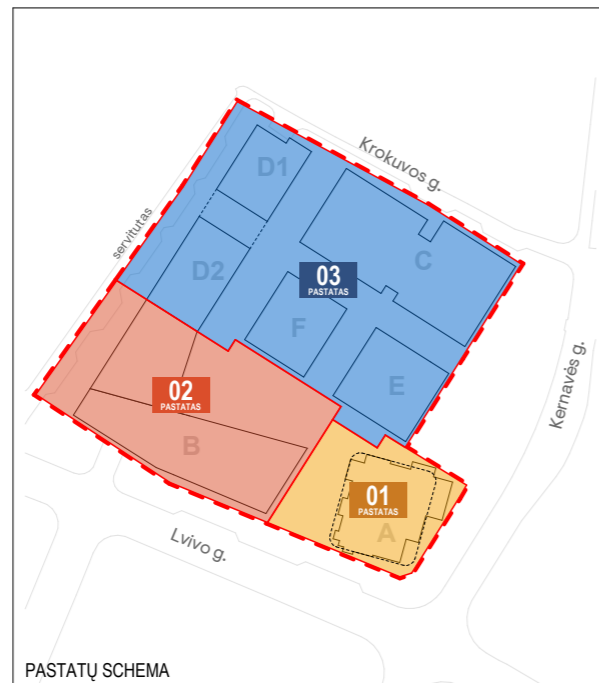 Krokuvos g.
D1
servitutas
C
D2
03
PASTATAS
F
E
Kernavės g.
02
PASTATAS
B
01
PASTATAS
A
Lvivo g.
PASTATŲ SCHEMA